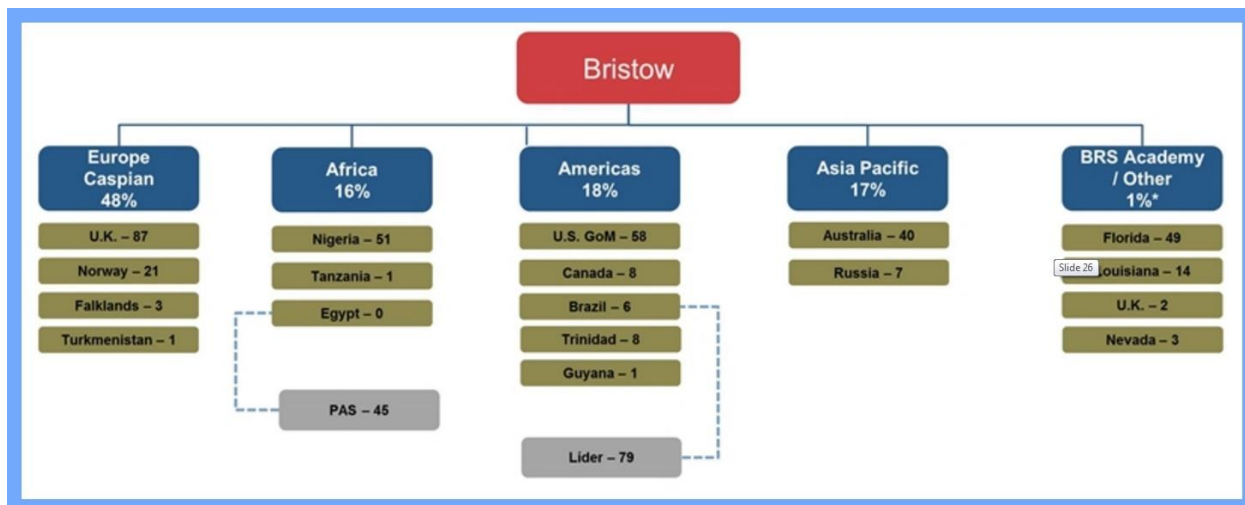 Bristow
Europe
Caspian
48%
U.K. – 87
Norway – 21
Falklands – 3
Turkmenistan – 1
Africa
16%
Nigeria – 51
Tanzania – 1
Egypt – 0
PAS – 45
Americas
18%
U.S. GoM – 58
Canada – 8
Brazil – 6
Trinidad – 8
Guyana – 1
Líder – 79
Asia Pacific
17%
Australia – 40
Russia – 7
BRS Academy
/ Other
1%*
Florida – 49
Slide 26
ouisiana – 14
U.K. – 2
Nevada – 3